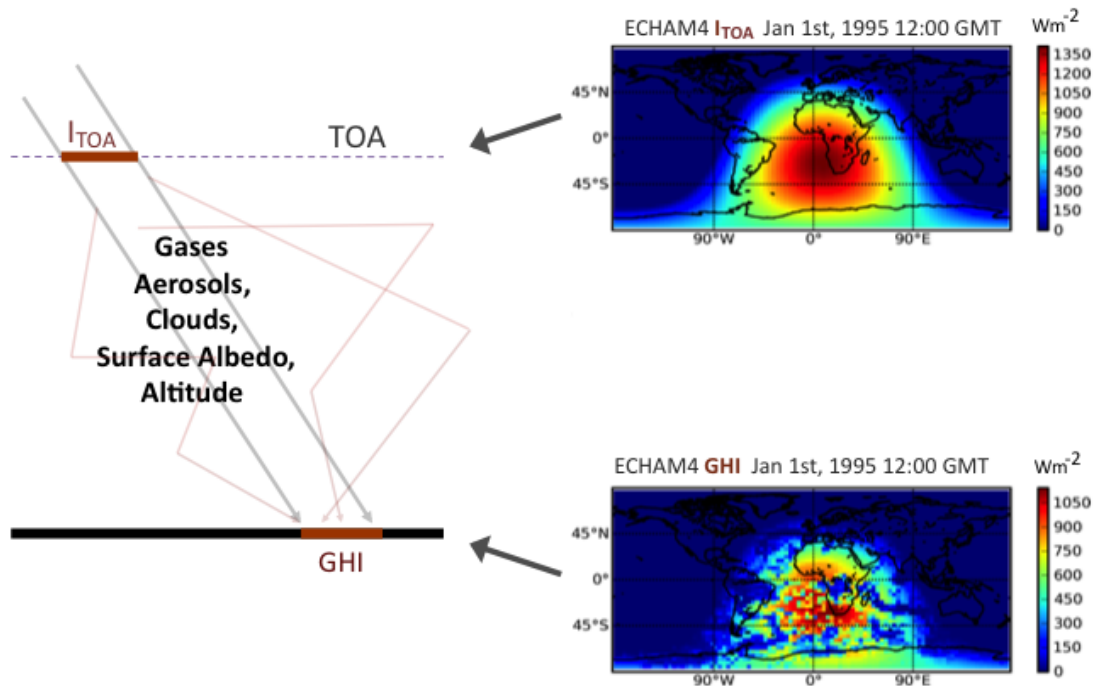 I_TOA
TOA
Gases
Aerosols,
Clouds,
Surface Albedo,
Altitude
GHI
ECHAM4 I_TOA Jan 1st, 1995 12:00 GMT
Wm⁻²
45°N
0°
45°S
90°W 0° 90°E
1350
1200
1050
900
750
600
450
300
150
0
ECHAM4 GHI Jan 1st, 1995 12:00 GMT
Wm⁻²
45°N
0°
45°S
90°W 0° 90°E
1050
900
750
600
450
300
150
0